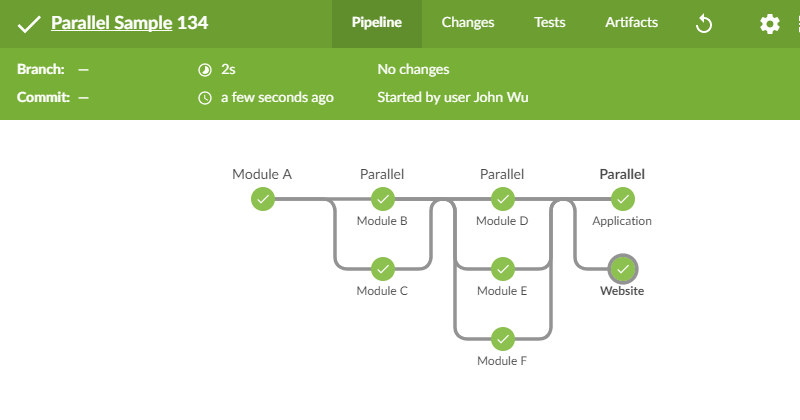 Parallel Sample 134
Pipeline
Changes
Tests
Artifacts
Branch: —
2s
No changes
Commit: —
a few seconds ago
Started by user John Wu
Module A
Parallel
Parallel
Parallel
Module B
Module D
Application
Module C
Module E
Website
Module F